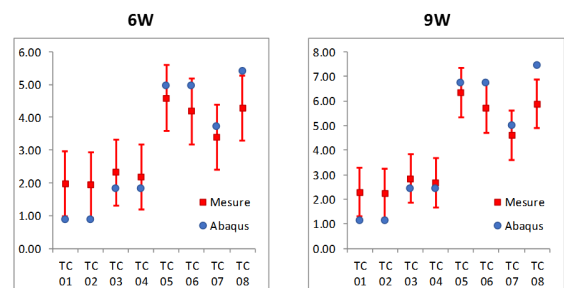 6W
6.00
5.00
4.00
3.00
2.00
1.00
0.00
Mesure
Abaqus
TC TC TC TC TC TC TC TC
01 02 03 04 05 06 07 08
9W
8.00
7.00
6.00
5.00
4.00
3.00
2.00
1.00
0.00
Mesure
Abaqus
TC TC TC TC TC TC TC TC
01 02 03 04 05 06 07 08